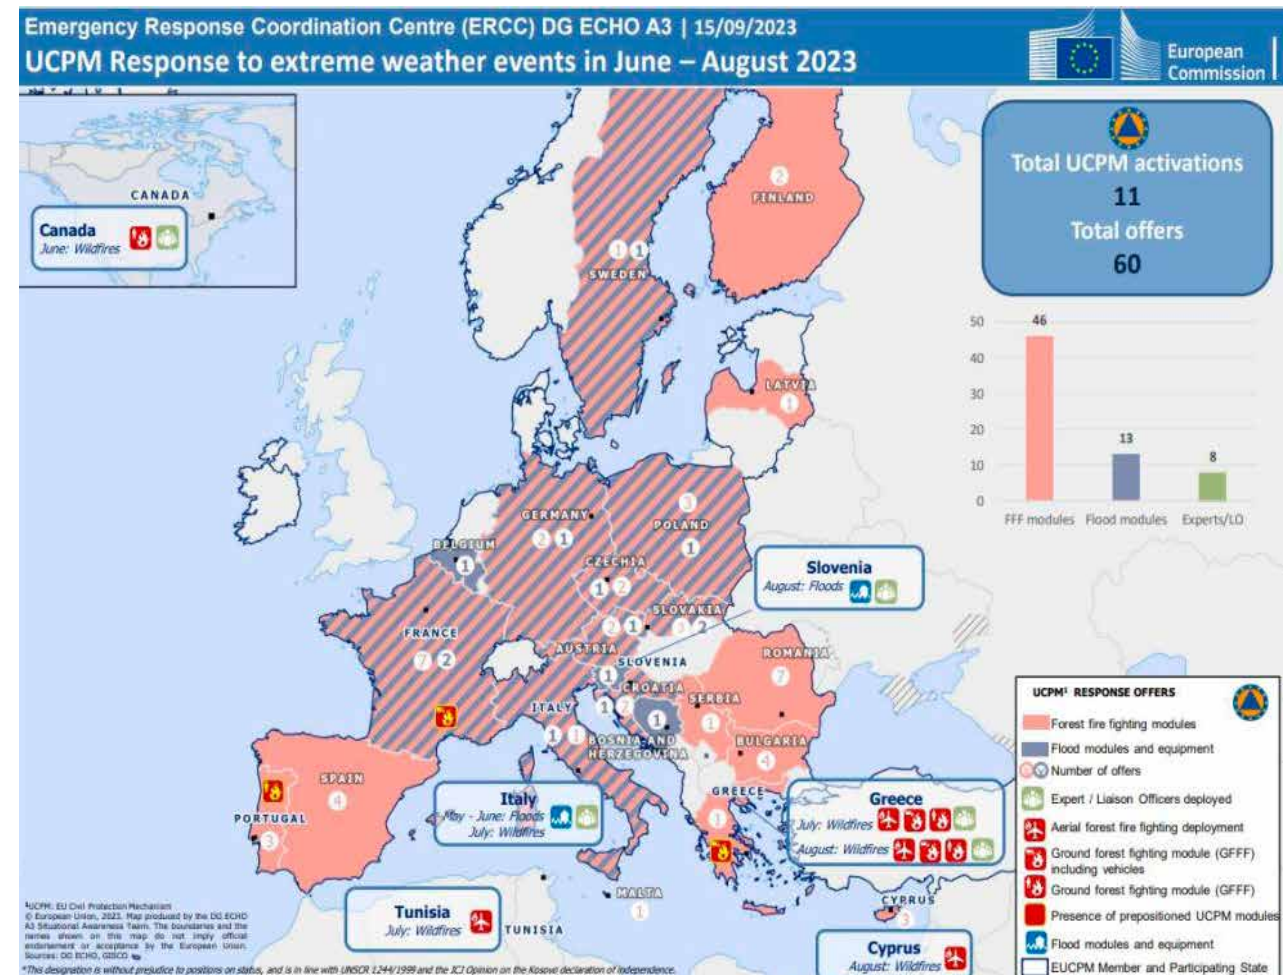 Emergency Response Coordination Centre (ERCC) DG ECHO A3 | 15/09/2023
UCPM Response to extreme weather events in June – August 2023
European
Commission
CANADA
Canada
June: Wildfires
Total UCPM activations
11
Total offers
60
50
40
30
20
10
0
46
13
8
FFF modules
Flood modules
Experts/LO
2
FINLAND
1 1
SWEDEN
LATVIA
1
GERMANY
2 1
3
POLAND
1
BELGIUM
1
CZECHIA
1 2
SLOVAKIA
3 2
2 1
AUSTRIA
FRANCE
7 2
Slovenia
August: Floods
SLOVENIA
1
CROATIA
1 2
ROMANIA
7
SERBIA
1
ITALY
1 1
1
BOSNIA AND
HERZEGOVINA
BULGARIA
4
SPAIN
4
PORTUGAL
3
GREECE
1
Italy
May - June: Floods
July: Wildfires
Greece
July: Wildfires
August: Wildfires
MALTA
1
CYPRUS
3
Tunisia
July: Wildfires
TUNISIA
Cyprus
August: Wildfires
UCPM¹ RESPONSE OFFERS
Forest fire fighting modules
Flood modules and equipment
Number of offers
Expert / Liaison Officers deployed
Aerial forest fire fighting deployment
Ground forest fighting module (GFFF)
including vehicles
Ground forest fighting module (GFFF)
Presence of prepositioned UCPM modules
Flood modules and equipment
EUCPM Member and Participating State
¹UCPM: EU Civil Protection Mechanism
© European Union, 2023. Map produced by the DG ECHO
A3 Situational Awareness Team. The boundaries and the
names shown on this map do not imply official
endorsement or acceptance by the European Union.
Sources: DG ECHO, GISCO
*This designation is without prejudice to positions on status, and is in line with UNSCR 1244/1999 and the ICJ Opinion on the Kosovo declaration of independence.